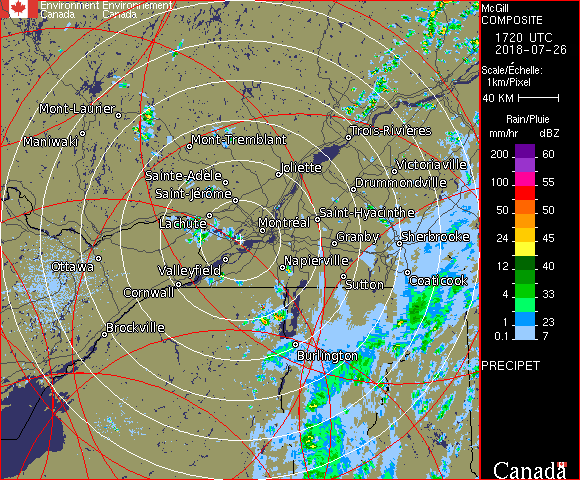 Environment Environnement
Canada Canada
McGill
COMPOSITE
1720 UTC
2018-07-26
Scale/Échelle:
1km/Pixel
40 KM
Rain/Pluie
mm/hr dBZ
200 60
100 55
50 50
24 45
12 40
4 33
1 23
0.1 7
PRECIPET
Canada
Mont-Laurier
Maniwaki
Mont-Tremblant
Trois-Rivières
Joliette
Victoriaville
Sainte-Adèle
Drummondville
Saint-Jérôme
Saint-Hyacinthe
Lachute
Montréal
Granby
Sherbrooke
Ottawa
Valleyfield
Napierville
Cornwall
Sutton
Coaticook
Brockville
Burlington